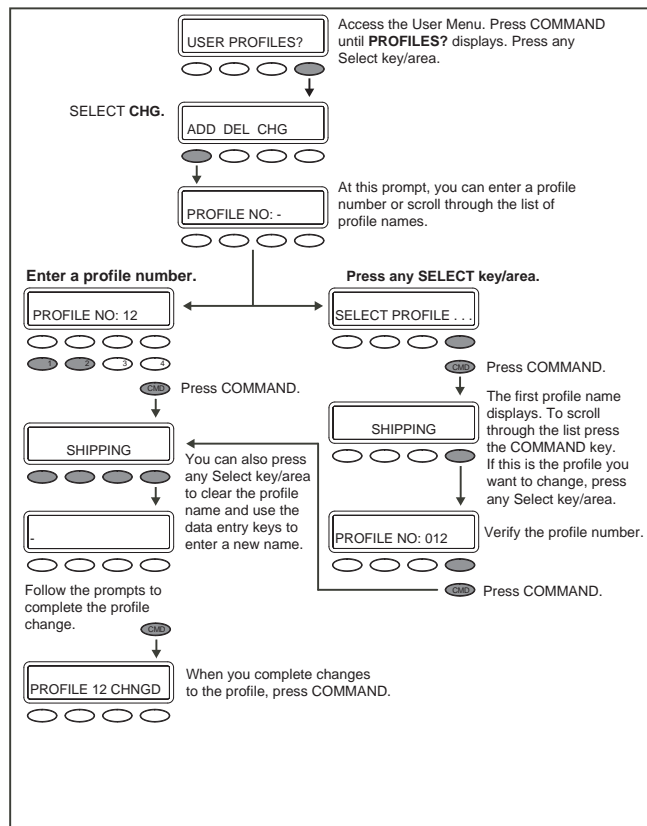 USER PROFILES?
Access the User Menu. Press COMMAND
until PROFILES? displays. Press any
Select key/area.
SELECT CHG.
ADD DEL CHG
PROFILE NO: -
At this prompt, you can enter a profile
number or scroll through the list of
profile names.
Enter a profile number.
PROFILE NO: 12
1 2 3 4
CMD Press COMMAND.
SHIPPING
You can also press
any Select key/area
to clear the profile
name and use the
data entry keys to
enter a new name.
-
Follow the prompts to
complete the profile
change.
CMD
PROFILE 12 CHNGD
When you complete changes
to the profile, press COMMAND.
Press any SELECT key/area.
SELECT PROFILE . . .
CMD Press COMMAND.
The first profile name
displays. To scroll
through the list press
the COMMAND key.
If this is the profile you
want to change, press
any Select key/area.
SHIPPING
PROFILE NO: 012
Verify the profile number.
CMD Press COMMAND.